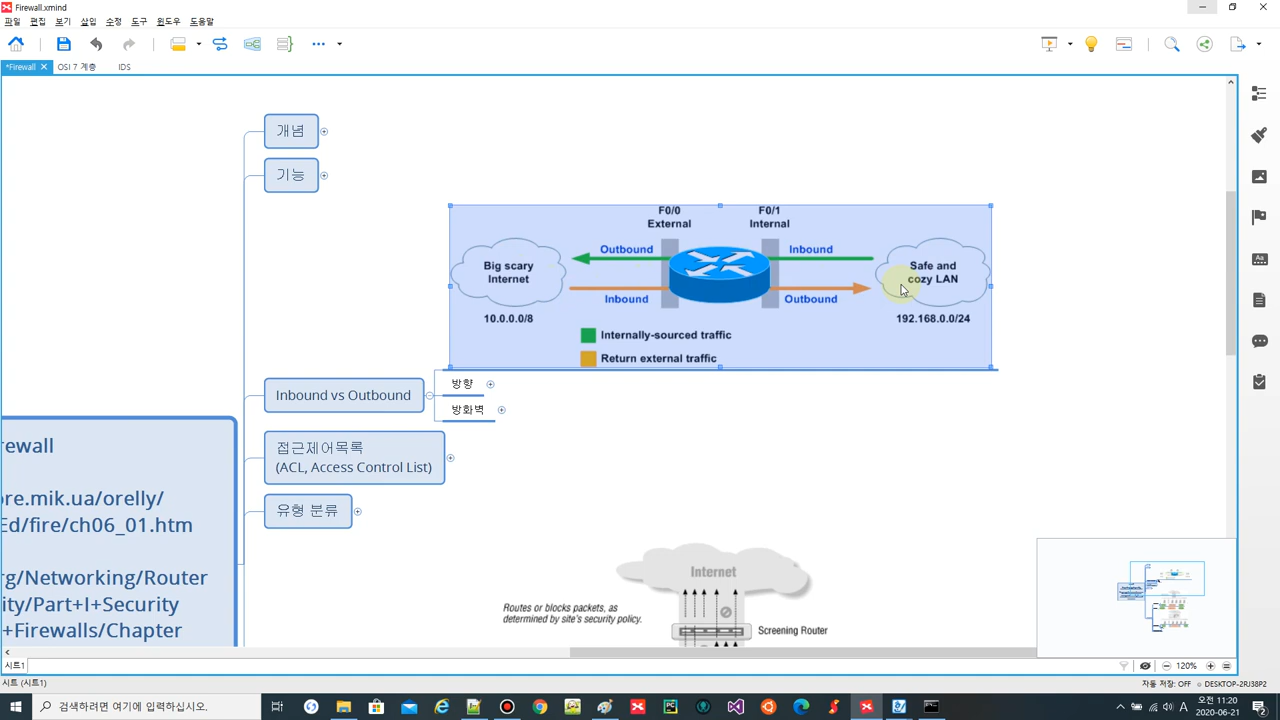 Firewall.xmind
파일 편집 보기 삽입 수정 도구 윈도우 도움말
*Firewall OSI 7 계층 IDS
개념
기능
F0/0
External
F0/1
Internal
Outbound
Inbound
Big scary
Internet
Safe and
cozy LAN
Inbound
Outbound
10.0.0.0/8
192.168.0.0/24
Internally-sourced traffic
Return external traffic
Inbound vs Outbound
방향
방화벽
접근제어목록
(ACL, Access Control List)
유형 분류
rewall
ore.mik.ua/orelly/
Ed/fire/ch06_01.htm
rg/Networking/Router
ity/Part+I+Security
+Firewalls/Chapter
Internet
Routes or blocks packets, as
determined by site's security policy.
Screening Router
시트1
120%
시트 (시트1)
자동 저장: OFF
DESKTOP-2RJ38P2
검색하려면 여기에 입력하십시오.
A
오전 11:20
2020-06-21
2